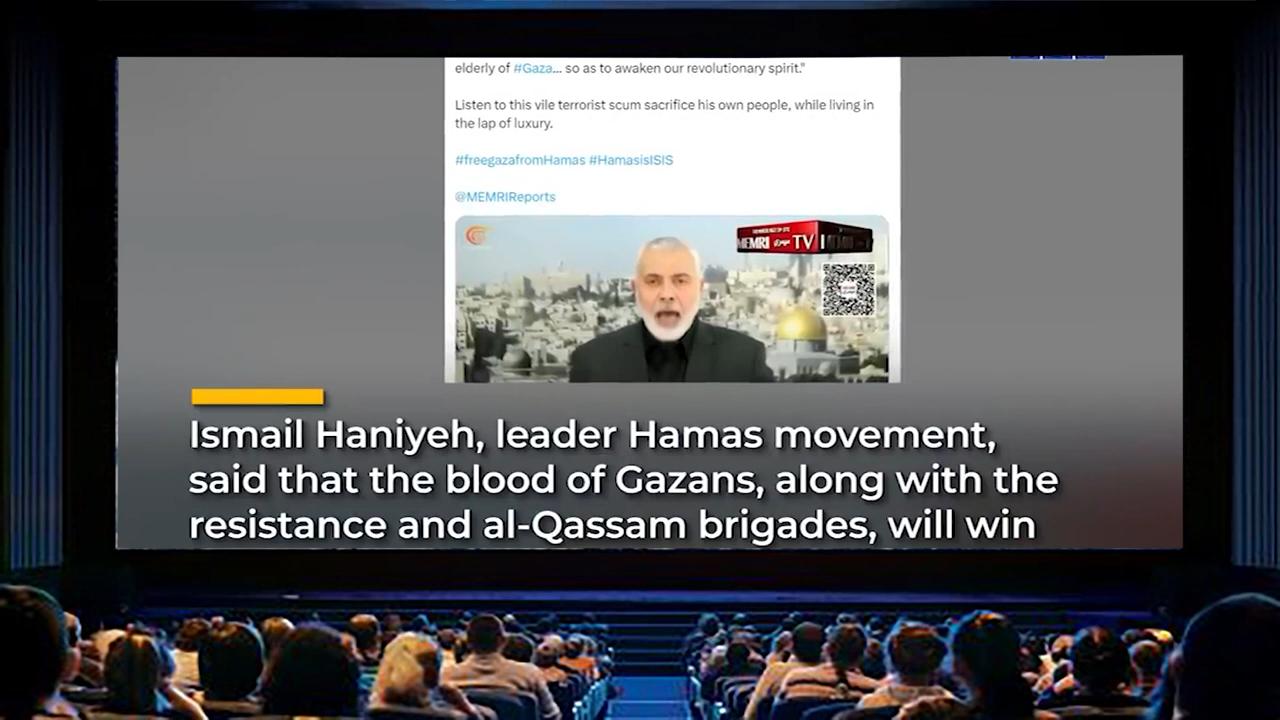 elderly of #Gaza... so as to awaken our revolutionary spirit."
Listen to this vile terrorist scum sacrifice his own people, while living in
the lap of luxury.
#freegazafromHamas #HamasisISIS
@MEMRIReports
MEMRI TV MEMRI
Ismail Haniyeh, leader Hamas movement,
said that the blood of Gazans, along with the
resistance and al-Qassam brigades, will win